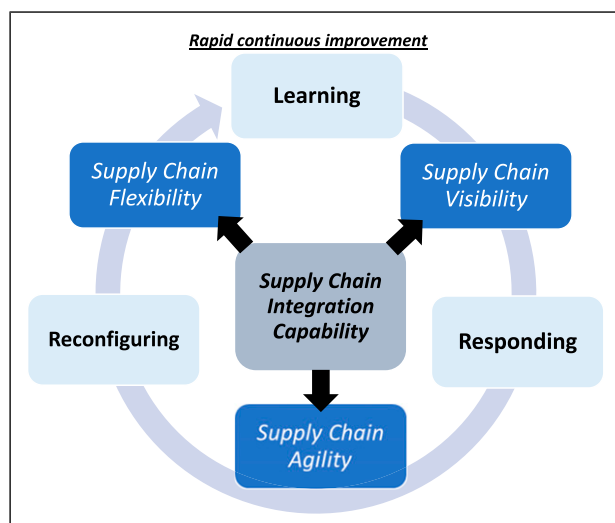 Rapid continuous improvement
Learning
Supply Chain
Flexibility
Supply Chain
Visibility
Supply Chain
Integration
Capability
Reconfiguring
Responding
Supply Chain
Agility